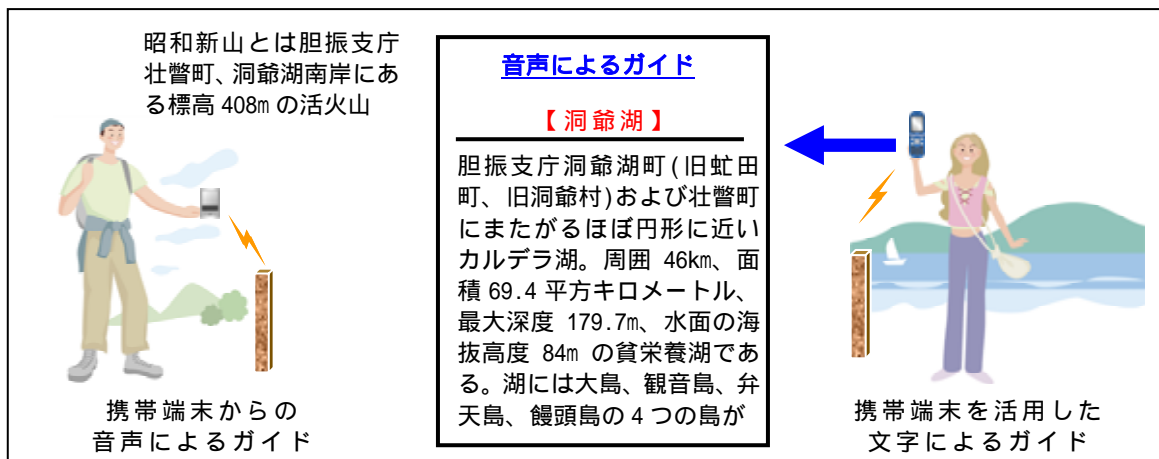 昭和新山とは胆振支庁
壮瞥町、洞爺湖南岸にあ
る標高 408m の活火山
携帯端末からの
音声によるガイド
音声によるガイド
【洞爺湖】
胆振支庁洞爺湖町(旧虻田
町、旧洞爺村)および壮瞥町
にまたがるほぼ円形に近い
カルデラ湖。周囲 46km、面
積 69.4 平方キロメートル、
最大深度 179.7m、水面の海
抜高度 84m の貧栄養湖であ
る。湖には大島、観音島、弁
天島、饅頭島の 4 つの島が
携帯端末を活用した
文字によるガイド